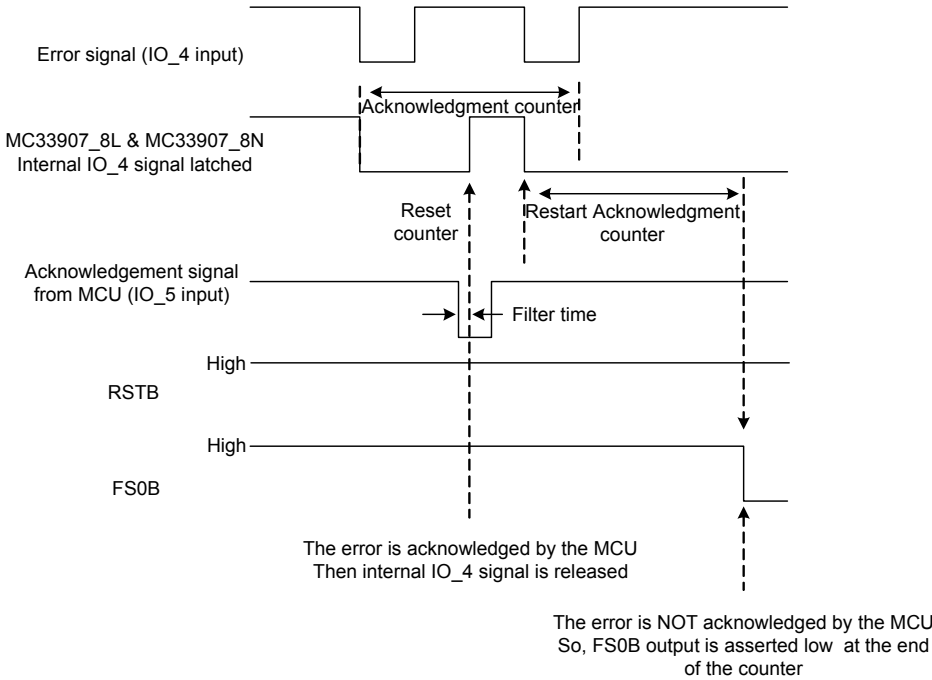 Error signal (IO_4 input)
Acknowledgment counter
MC33907_8L & MC33907_8N
Internal IO_4 signal latched
Reset
counter
Restart Acknowledgment
counter
Acknowledgement signal
from MCU (IO_5 input)
Filter time
High
RSTB
High
FS0B
The error is acknowledged by the MCU
Then internal IO_4 signal is released
The error is NOT acknowledged by the MCU
So, FS0B output is asserted low at the end
of the counter